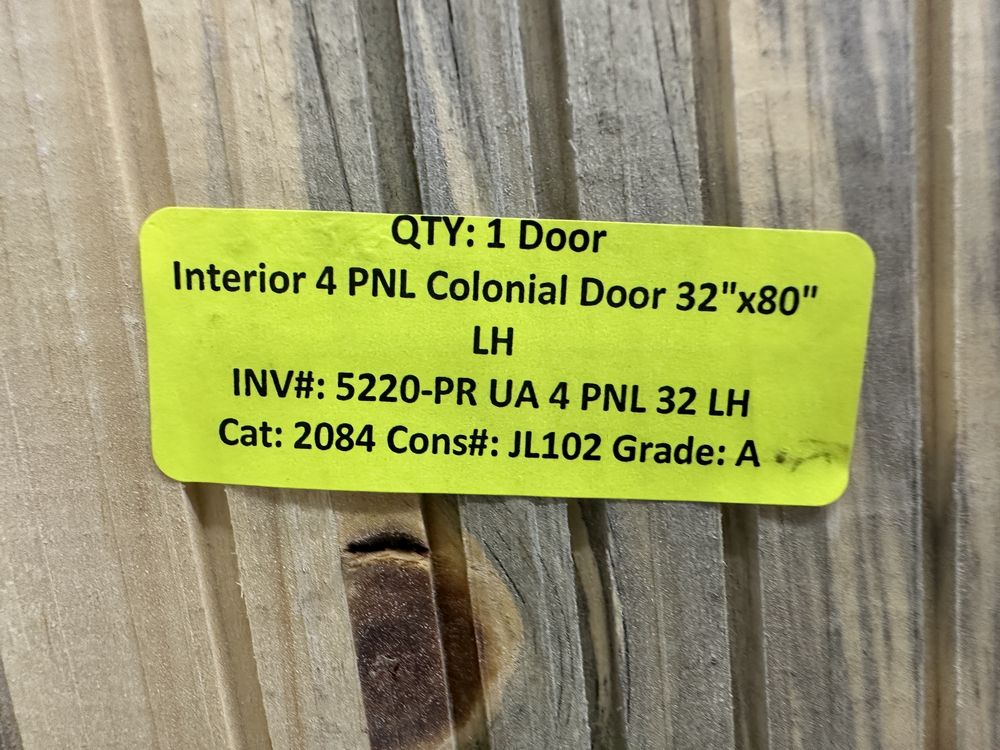 QTY: 1 Door
Interior 4 PNL Colonial Door 32"x80"
LH
INV#: 5220-PR UA 4 PNL 32 LH
Cat: 2084 Cons#: JL102 Grade: A